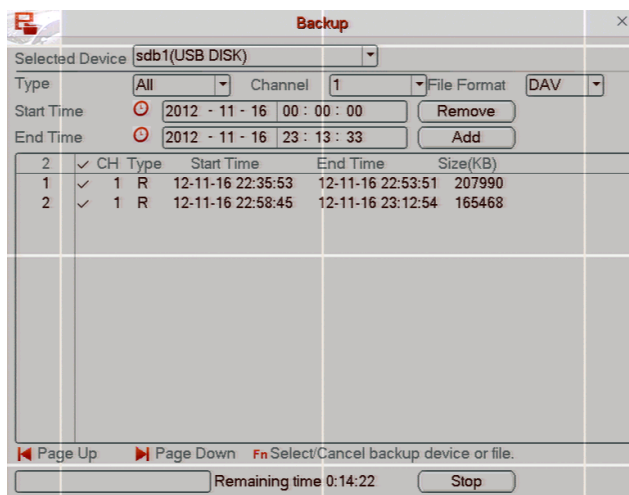 Backup
Selected Device sdb1(USB DISK)
Type All Channel 1 File Format DAV
Start Time 2012 - 11 - 16 00 : 00 : 00 Remove
End Time 2012 - 11 - 16 23 : 13 : 33 Add
2 CH Type Start Time End Time Size(KB)
1 1 R 12-11-16 22:35:53 12-11-16 22:53:51 207990
2 1 R 12-11-16 22:58:45 12-11-16 23:12:54 165468
Page Up Page Down Fn Select/Cancel backup device or file.
Remaining time 0:14:22 Stop